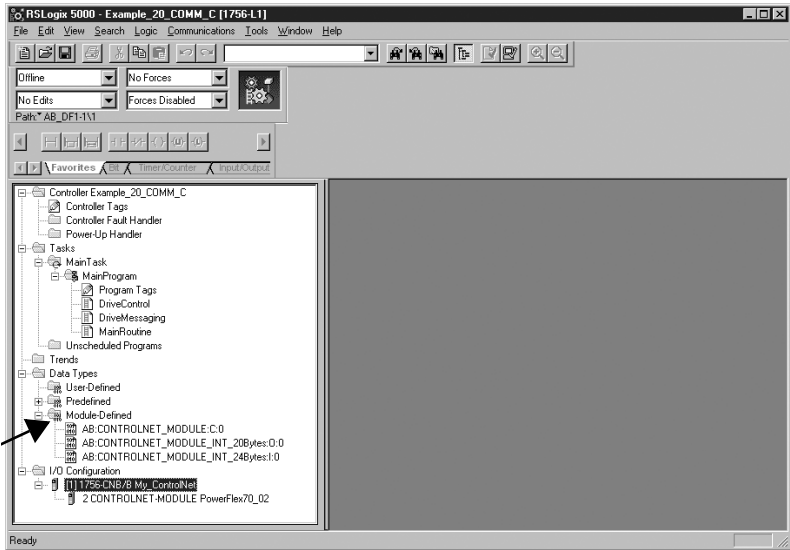 RSLogix 5000 - Example_20_COMM_C [1756-L1]
File Edit View Search Logic Communications Tools Window Help
Offline No Forces
No Edits Forces Disabled
Path:* AB_DF1-1\1
Favorites Bit Timer/Counter Input/Output
Controller Example_20_COMM_C
Controller Tags
Controller Fault Handler
Power-Up Handler
Tasks
MainTask
MainProgram
Program Tags
DriveControl
DriveMessaging
MainRoutine
Unscheduled Programs
Trends
Data Types
User-Defined
Predefined
Module-Defined
AB:CONTROLNET_MODULE:C:0
AB:CONTROLNET_MODULE_INT_20Bytes:O:0
AB:CONTROLNET_MODULE_INT_24Bytes:I:0
I/O Configuration
[1] 1756-CNB/B My_ControlNet
2 CONTROLNET-MODULE PowerFlex70_02
Ready